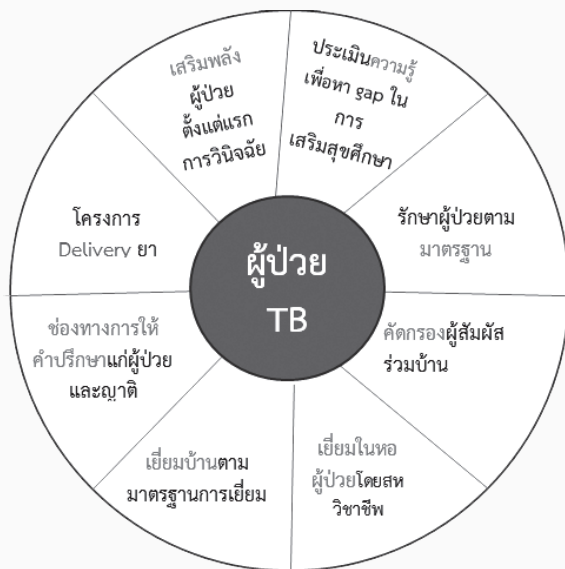 เสริมพลัง
ผู้ป่วย
ตั้งแต่แรก
การวินิจฉัย
ประเมินความรู้
เพื่อหา gap ใน
การ
เสริมสุขศึกษา
รักษาผู้ป่วยตาม
มาตรฐาน
คัดกรองผู้สัมผัส
ร่วมบ้าน
เยี่ยมในหอ
ผู้ป่วยโดยสห
วิชาชีพ
เยี่ยมบ้านตาม
มาตรฐานการเยี่ยม
ช่องทางการให้
คำปรึกษาแก่ผู้ป่วย
และญาติ
โครงการ
Delivery ยา
ผู้ป่วย
TB